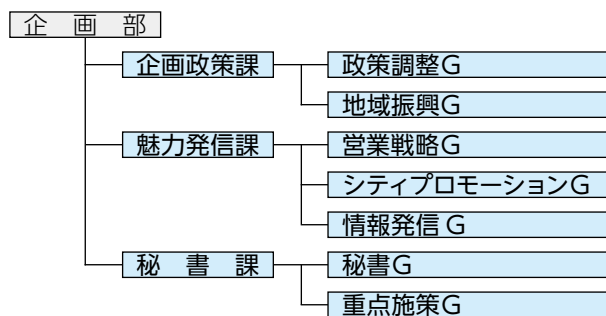 企画部
企画政策課
政策調整G
地域振興G
魅力発信課
営業戦略G
シティプロモーションG
情報発信G
秘書課
秘書G
重点施策G